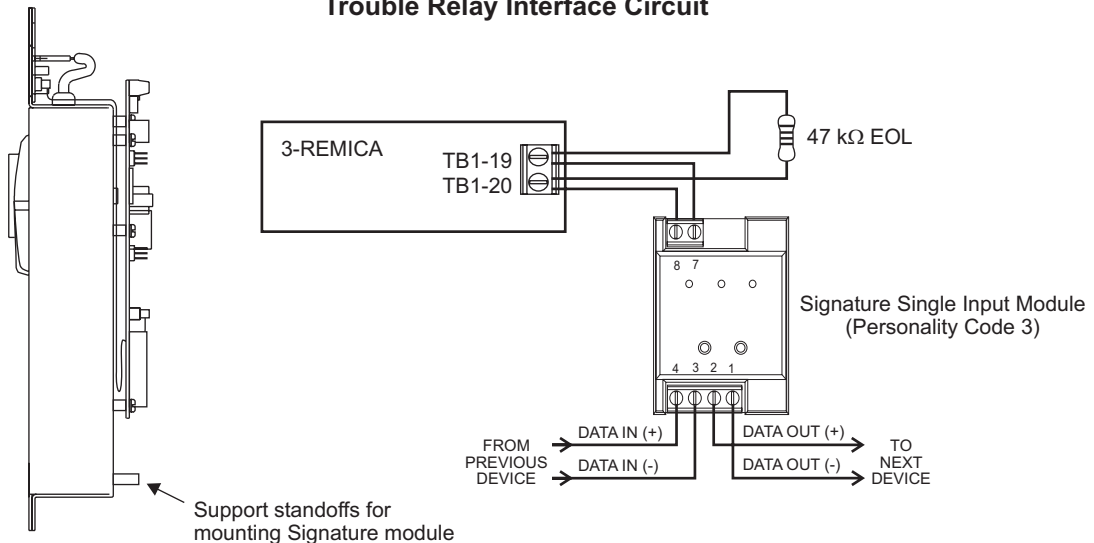 Trouble Relay Interface Circuit
3-REMICA
TB1-19
TB1-20
47 kΩ EOL
8 7
Signature Single Input Module
(Personality Code 3)
4 3 2 1
FROM
PREVIOUS
DEVICE
DATA IN (+)
DATA IN (-)
DATA OUT (+)
DATA OUT (-)
TO
NEXT
DEVICE
Support standoffs for
mounting Signature module